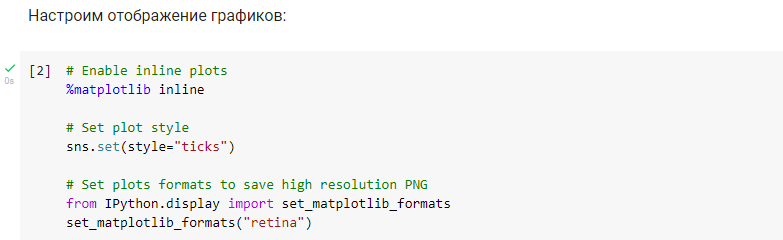 Настроим отображение графиков:
[2] # Enable inline plots
0s %matplotlib inline
# Set plot style
sns.set(style="ticks")
# Set plots formats to save high resolution PNG
from IPython.display import set_matplotlib_formats
set_matplotlib_formats("retina")